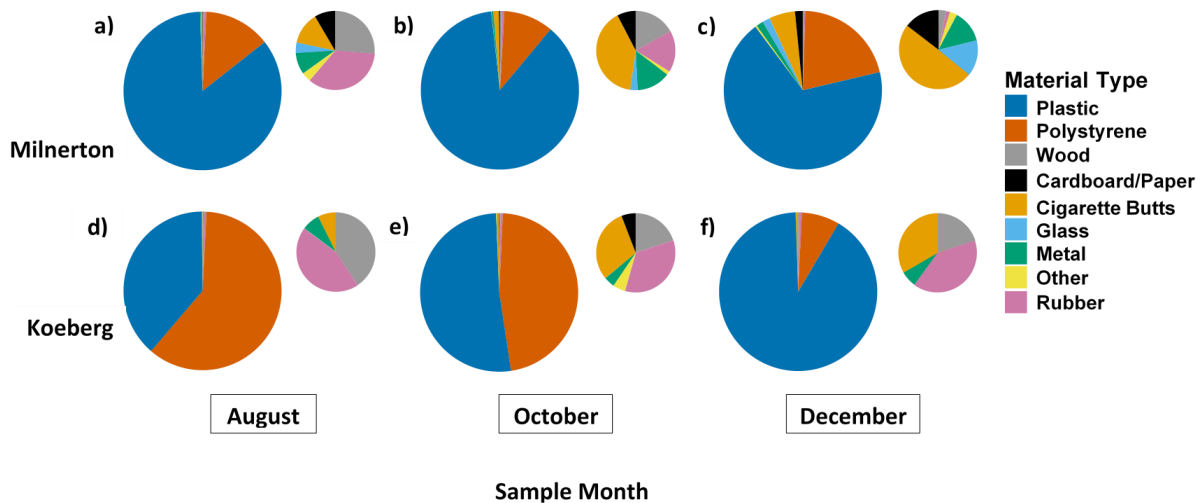 a)
b)
c)
Milnerton
d)
e)
f)
Koeberg
August
October
December
Sample Month
Material Type
Plastic
Polystyrene
Wood
Cardboard/Paper
Cigarette Butts
Glass
Metal
Other
Rubber